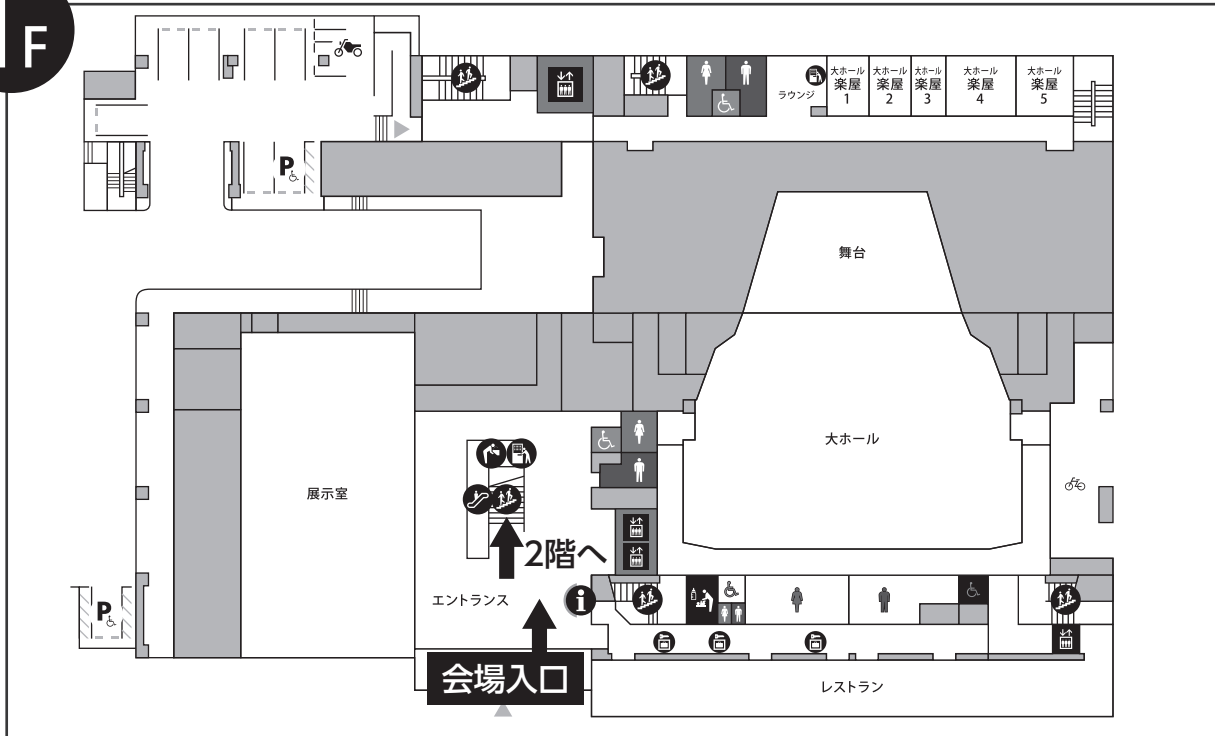 F
ラウンジ
大ホール
楽屋
1
大ホール
楽屋
2
大ホール
楽屋
3
大ホール
楽屋
4
大ホール
楽屋
5
P
舞台
大ホール
展示室
2階へ
エントランス
i
P
会場入口
レストラン